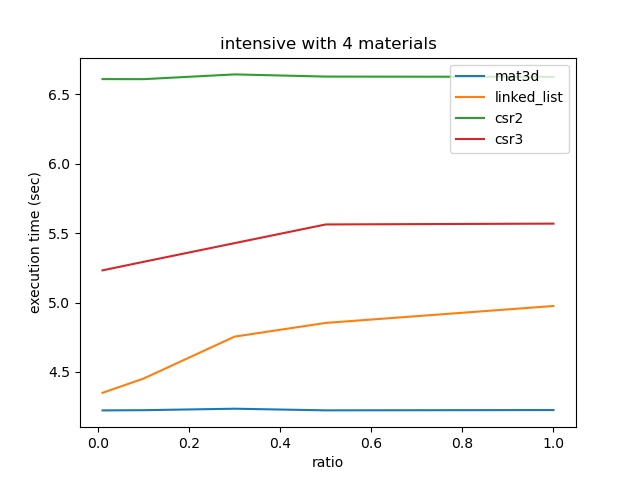 intensive with 4 materials
mat3d
linked_list
csr2
csr3
execution time (sec)
6.5
6.0
5.5
5.0
4.5
0.0 0.2 0.4 0.6 0.8 1.0
ratio